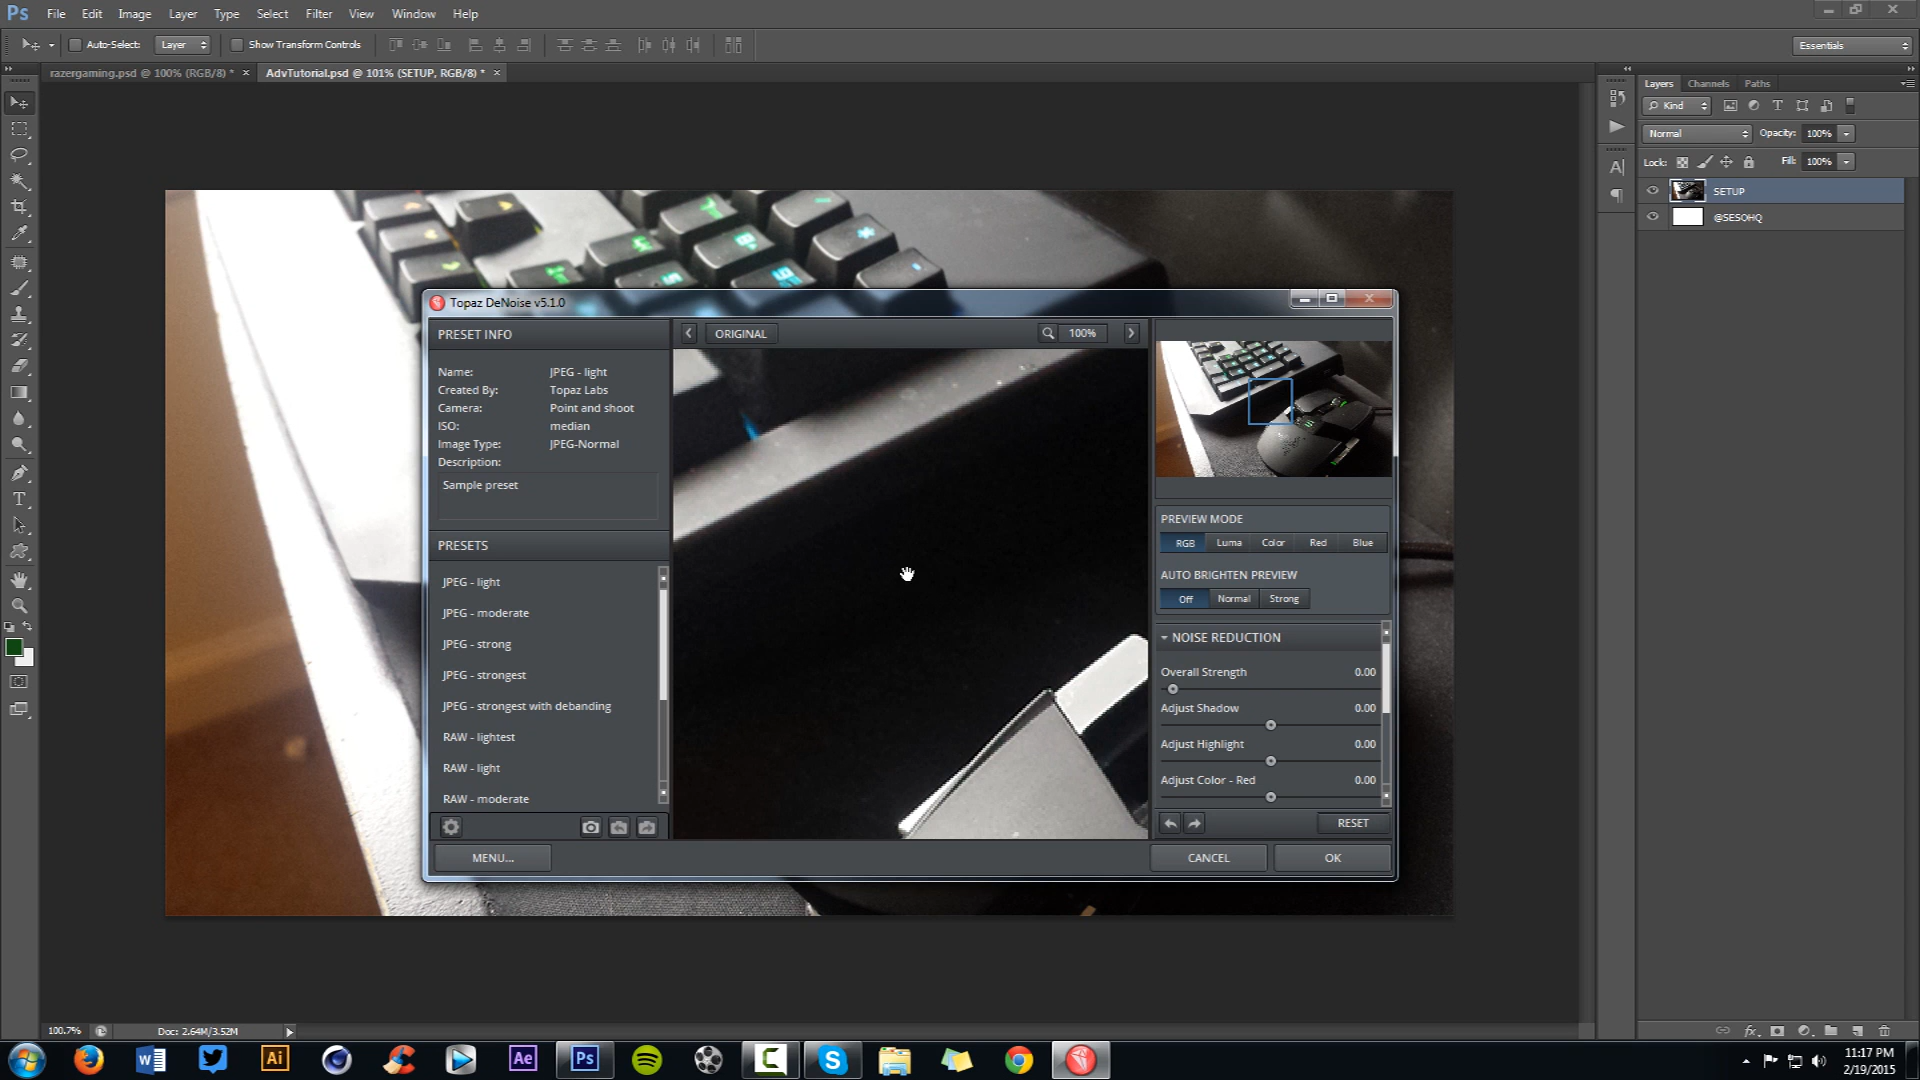 Ps File Edit Image Layer Type Select Filter View Window Help
Auto-Select: Layer Show Transform Controls Essentials
razergaming.psd @ 100% (RGB/8) * × AdvTutorial.psd @ 101% (SETUP, RGB/8) * ×
Layers Channels Paths
Kind
Normal Opacity: 100%
Lock: Fill: 100%
SETUP
@SESOHQ
Topaz DeNoise v5.1.0
PRESET INFO
ORIGINAL 100%
Name: JPEG - light
Created By: Topaz Labs
Camera: Point and shoot
ISO: median
Image Type: JPEG-Normal
Description:
Sample preset
PRESETS
JPEG - light
JPEG - moderate
JPEG - strong
JPEG - strongest
JPEG - strongest with debanding
RAW - lightest
RAW - light
RAW - moderate
MENU...
PREVIEW MODE
RGB Luma Color Red Blue
AUTO BRIGHTEN PREVIEW
Off Normal Strong
NOISE REDUCTION
Overall Strength 0.00
Adjust Shadow 0.00
Adjust Highlight 0.00
Adjust Color - Red 0.00
RESET
CANCEL OK
100.7% Doc: 2.64M/3.52M
fx
W Ai Ae Ps C S
11:17 PM
2/19/2015